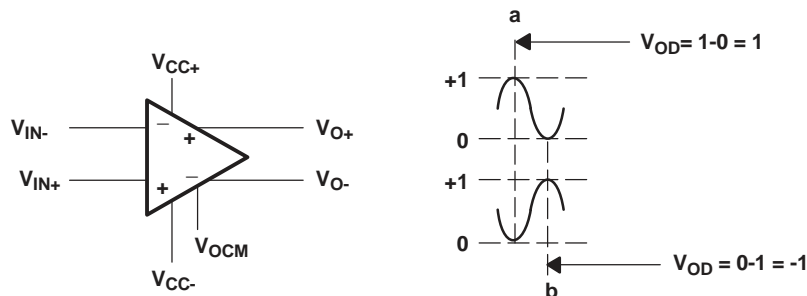 a
V_OD= 1-0 = 1
V_CC+
+1
V_IN-
–
+
V_O+
0
V_IN+
+
–
V_O-
+1
V_OCM
0
V_CC-
V_OD = 0-1 = -1
b